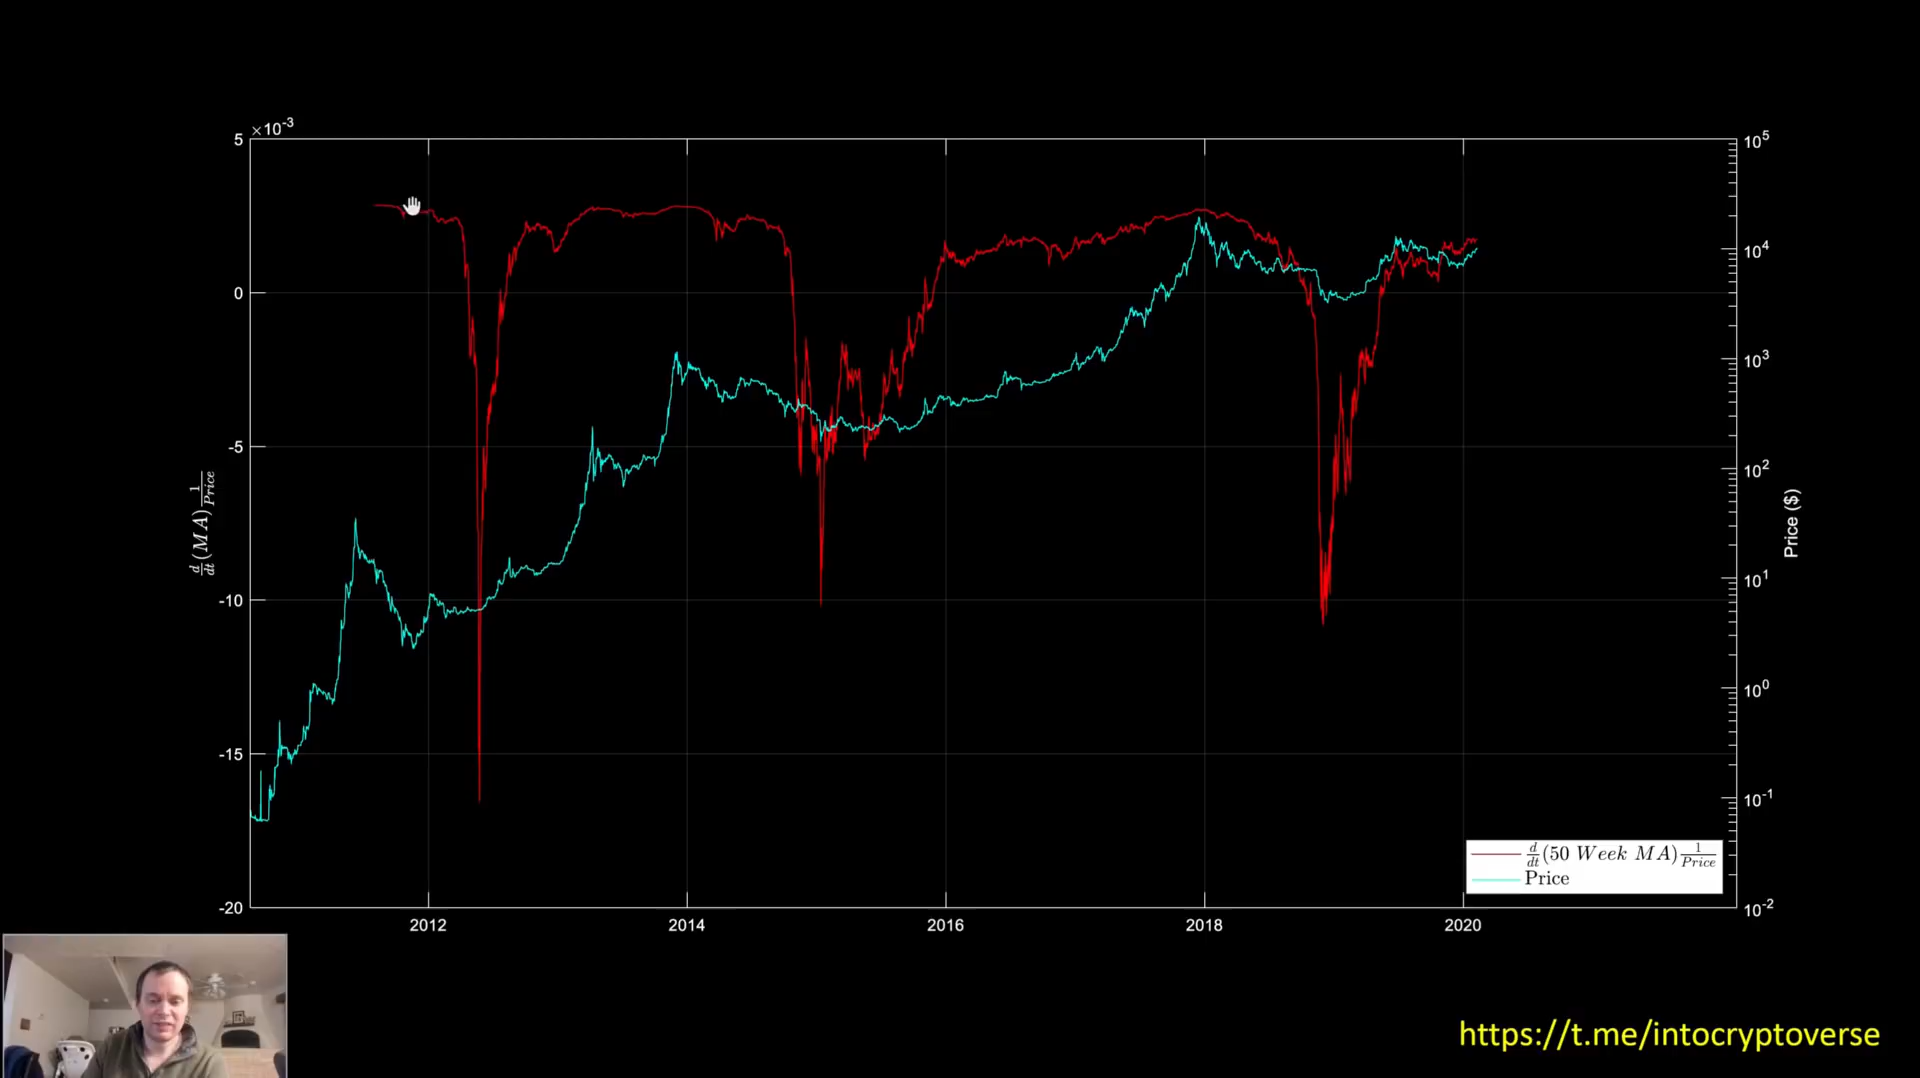 ×10⁻³
5
0
-5
-10
-15
-20
d/dt (MA) 1/Price
10⁵
10⁴
10³
10²
10¹
10⁰
10⁻¹
10⁻²
Price ($)
2012 2014 2016 2018 2020
d/dt (50 Week MA) 1/Price
Price
https://t.me/intocryptoverse